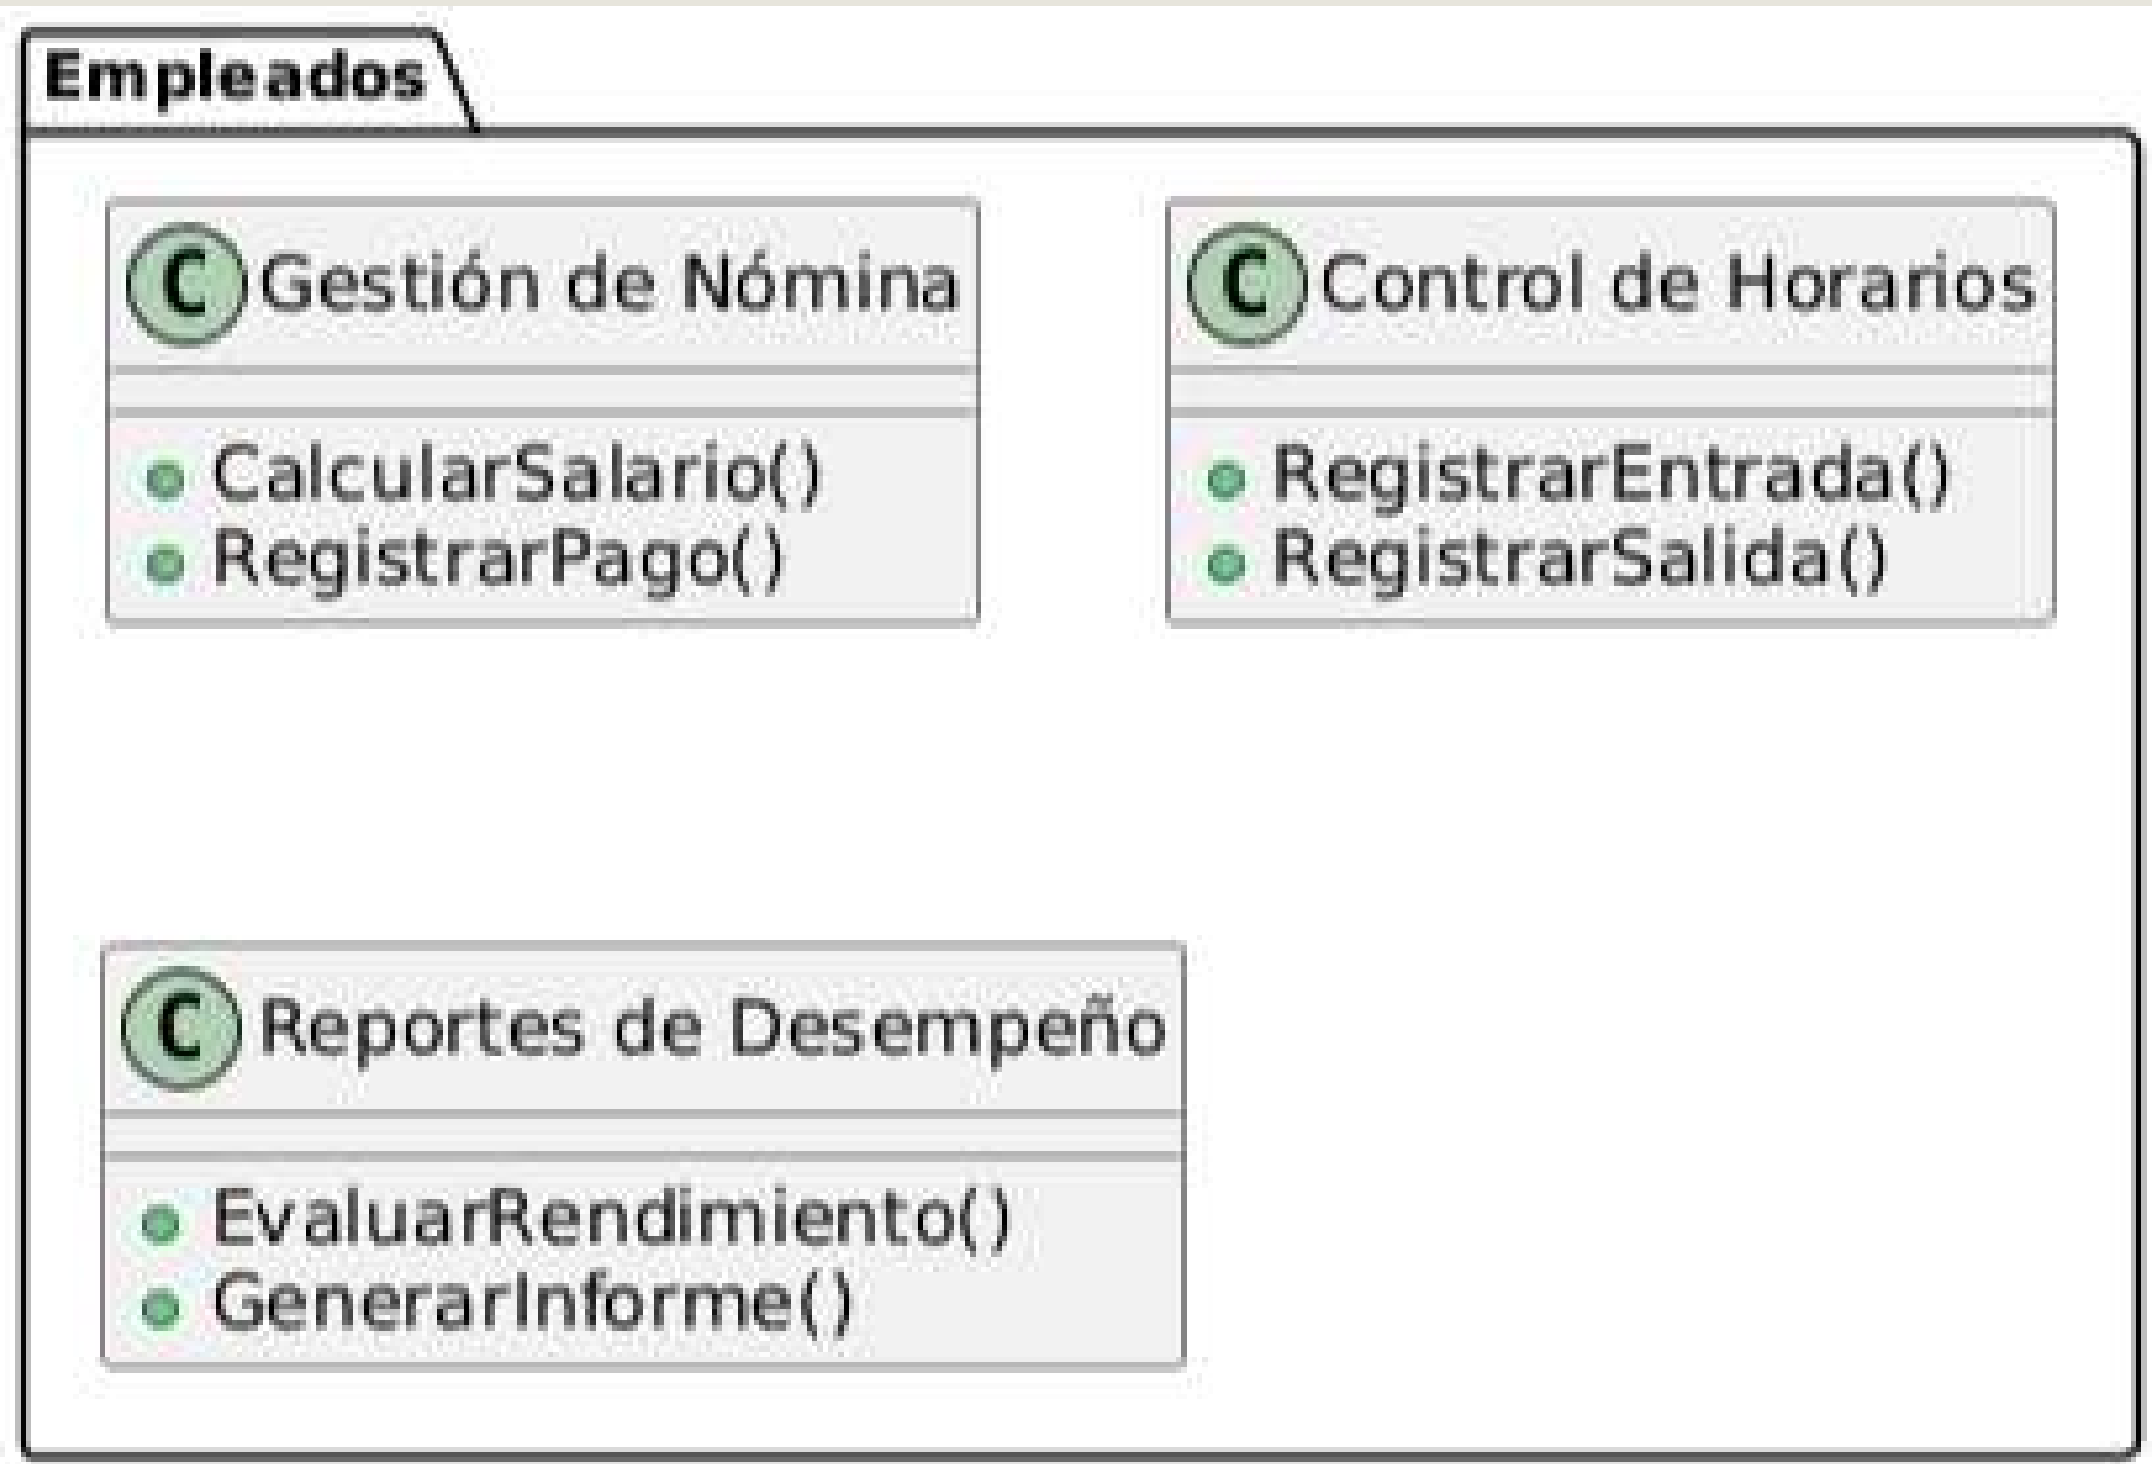 Empleados
C Gestión de Nómina
CalcularSalario()
RegistrarPago()
C Control de Horarios
RegistrarEntrada()
RegistrarSalida()
C Reportes de Desempeño
EvaluarRendimiento()
GenerarInforme()